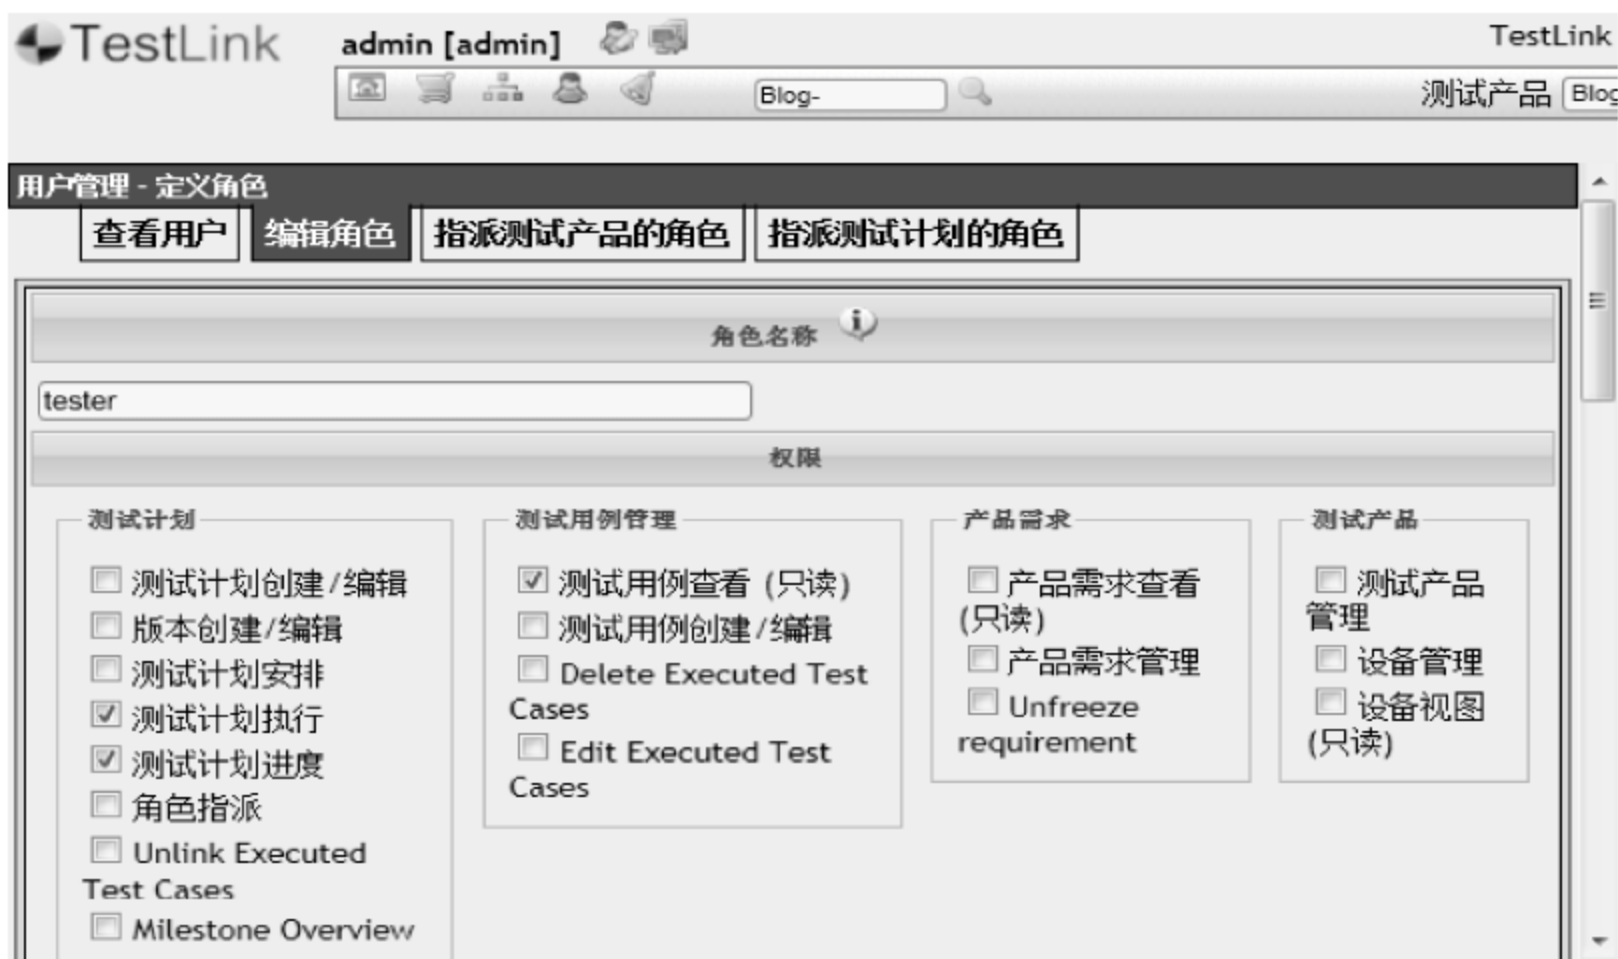 TestLink admin [admin] TestLink
Blog- 测试产品 Blog
用户管理 - 定义角色
查看用户 编辑角色 指派测试产品的角色 指派测试计划的角色
角色名称
tester
权限
测试计划
测试计划创建/编辑
版本创建/编辑
测试计划安排
测试计划执行
测试计划进度
角色指派
Unlink Executed
Test Cases
Milestone Overview
测试用例管理
测试用例查看 (只读)
测试用例创建/编辑
Delete Executed Test
Cases
Edit Executed Test
Cases
产品需求
产品需求查看
(只读)
产品需求管理
Unfreeze
requirement
测试产品
测试产品
管理
设备管理
设备视图
(只读)